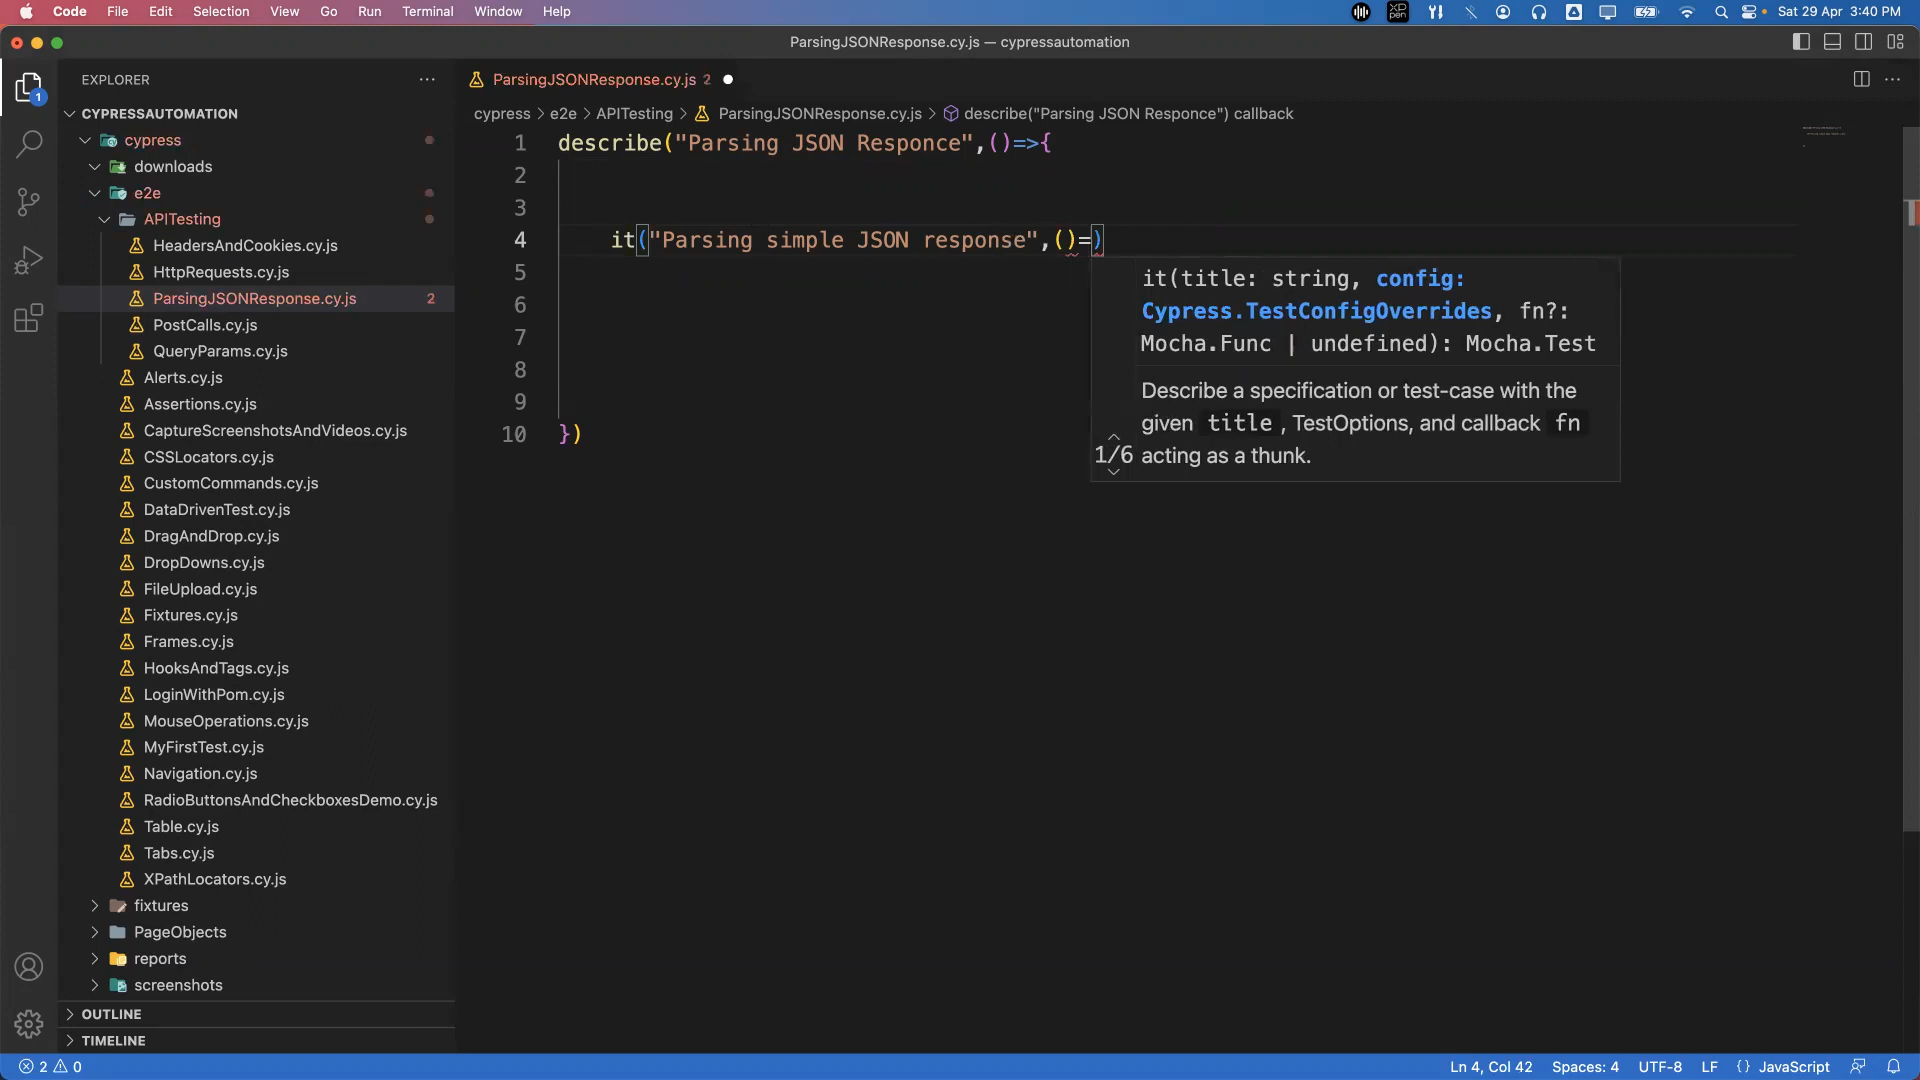 Code File Edit Selection View Go Run Terminal Window Help
XP PEN
Sat 29 Apr 3:40 PM
ParsingJSONResponse.cy.js — cypressautomation
1
EXPLORER
CYPRESSAUTOMATION
cypress
downloads
e2e
APITesting
HeadersAndCookies.cy.js
HttpRequests.cy.js
ParsingJSONResponse.cy.js 2
PostCalls.cy.js
QueryParams.cy.js
Alerts.cy.js
Assertions.cy.js
CaptureScreenshotsAndVideos.cy.js
CSSLocators.cy.js
CustomCommands.cy.js
DataDrivenTest.cy.js
DragAndDrop.cy.js
DropDowns.cy.js
FileUpload.cy.js
Fixtures.cy.js
Frames.cy.js
HooksAndTags.cy.js
LoginWithPom.cy.js
MouseOperations.cy.js
MyFirstTest.cy.js
Navigation.cy.js
RadioButtonsAndCheckboxesDemo.cy.js
Table.cy.js
Tabs.cy.js
XPathLocators.cy.js
fixtures
PageObjects
reports
screenshots
OUTLINE
TIMELINE
ParsingJSONResponse.cy.js 2
cypress > e2e > APITesting > ParsingJSONResponse.cy.js > describe("Parsing JSON Responce") callback
1 describe("Parsing JSON Responce",()=>{
2
3
4 it("Parsing simple JSON response",()=)
5
6
7
8
9
10 })
it(title: string, config:
Cypress.TestConfigOverrides, fn?:
Mocha.Func | undefined): Mocha.Test
Describe a specification or test-case with the
given title , TestOptions, and callback fn
1/6 acting as a thunk.
2 0
Ln 4, Col 42 Spaces: 4 UTF-8 LF {} JavaScript